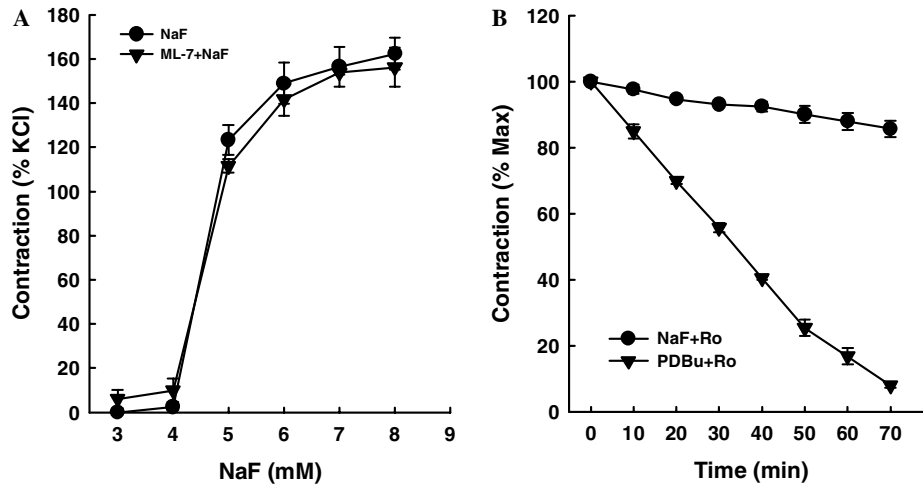 A
NaF
ML-7+NaF
Contraction (% KCl)
180
160
140
120
100
80
60
40
20
0
3 4 5 6 7 8 9
NaF (mM)
B
Contraction (% Max)
120
100
80
60
40
20
0
NaF+Ro
PDBu+Ro
0 10 20 30 40 50 60 70
Time (min)